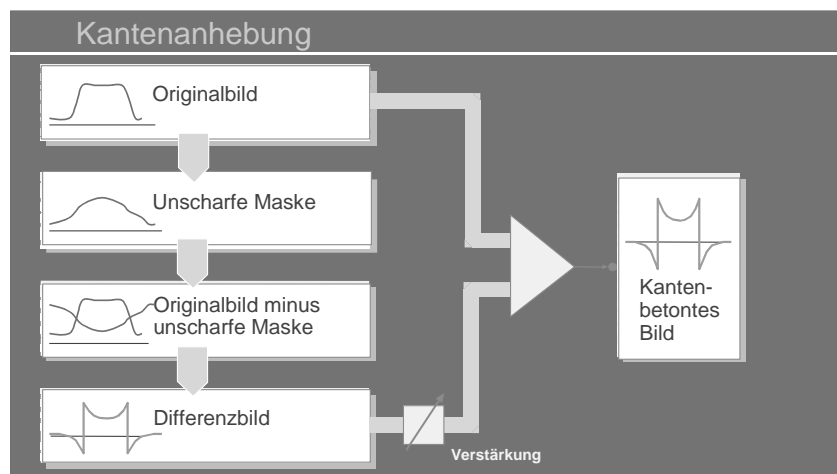 Kantenanhebung
Originalbild
Unscharfe Maske
Originalbild minus
unscharfe Maske
Differenzbild
Verstärkung
Kanten-
betontes
Bild